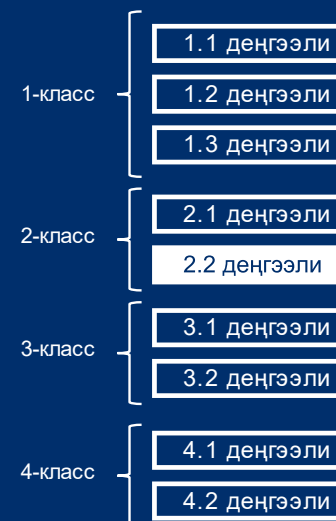 1-класс
1.1 деңгээли
1.2 деңгээли
1.3 деңгээли
2-класс
2.1 деңгээли
2.2 деңгээли
3-класс
3.1 деңгээли
3.2 деңгээли
4-класс
4.1 деңгээли
4.2 деңгээли